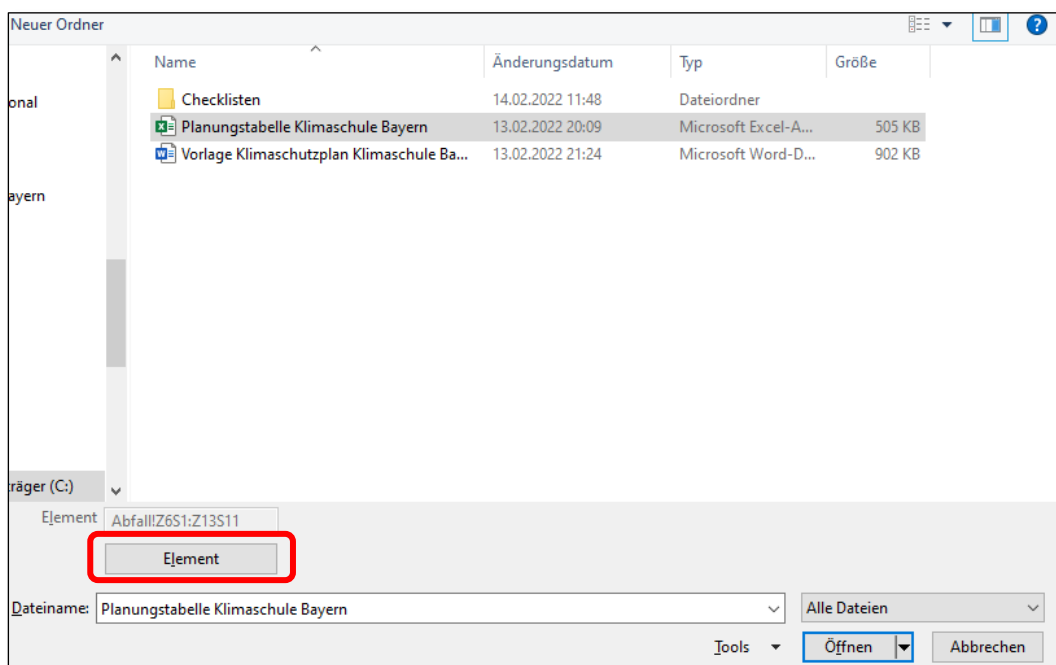 Neuer Ordner
Name Änderungsdatum Typ Größe
onal
Checklisten 14.02.2022 11:48 Dateiordner
Planungstabelle Klimaschule Bayern 13.02.2022 20:09 Microsoft Excel-A... 505 KB
Vorlage Klimaschutzplan Klimaschule Ba... 13.02.2022 21:24 Microsoft Word-D... 902 KB
ayern
räger (C:)
Element Abfall!Z6S1:Z13S11
Element
Dateiname: Planungstabelle Klimaschule Bayern Alle Dateien
Tools Öffnen Abbrechen